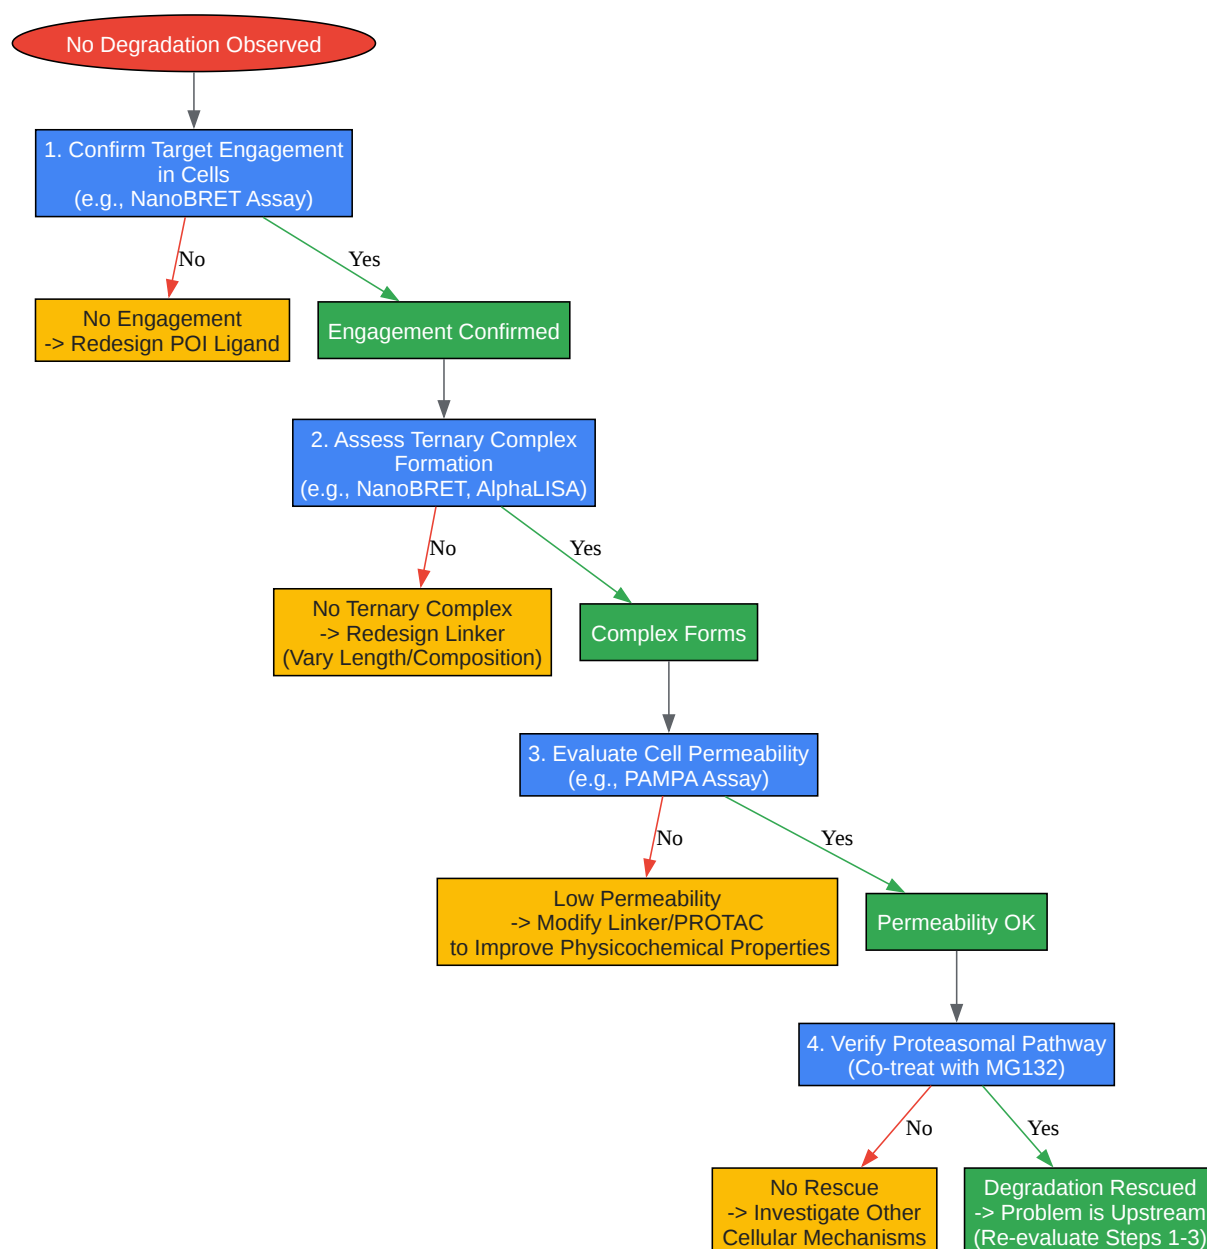 No Degradation Observed
1. Confirm Target Engagement
in Cells
(e.g., NanoBRET Assay)
No
Yes
No Engagement
-> Redesign POI Ligand
Engagement Confirmed
2. Assess Ternary Complex
Formation
(e.g., NanoBRET, AlphaLISA)
No
Yes
No Ternary Complex
-> Redesign Linker
(Vary Length/Composition)
Complex Forms
3. Evaluate Cell Permeability
(e.g., PAMPA Assay)
No
Yes
Low Permeability
-> Modify Linker/PROTAC
to Improve Physicochemical Properties
Permeability OK
4. Verify Proteasomal Pathway
(Co-treat with MG132)
No
Yes
No Rescue
-> Investigate Other
Cellular Mechanisms
Degradation Rescued
-> Problem is Upstream
(Re-evaluate Steps 1-3)